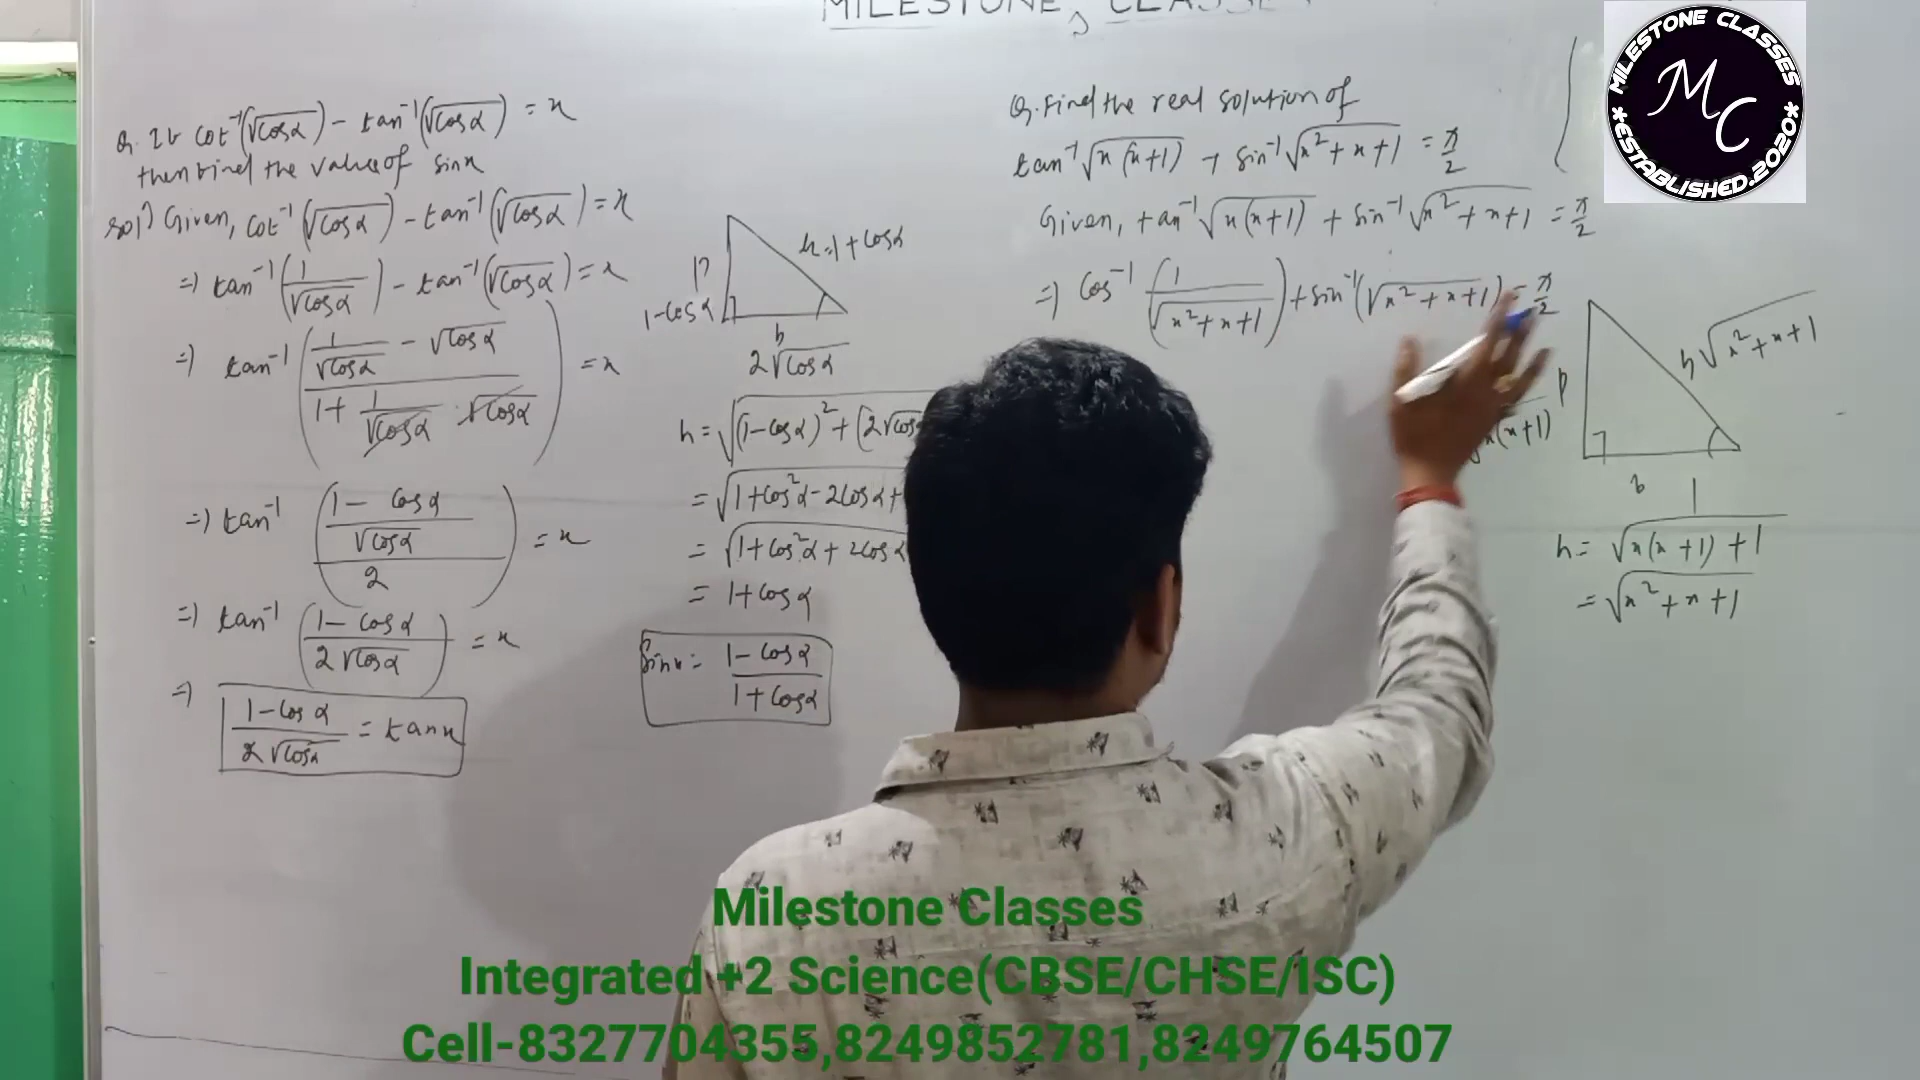 MILESTONE CLASSES
Q. If cot⁻¹(√cosα) - tan⁻¹(√cosα) = x
then find the value of sinx
Solⁿ) Given, cot⁻¹(√cosα) - tan⁻¹(√cosα) = x
=) tan⁻¹(1/√cosα) - tan⁻¹(√cosα) = x
=) tan⁻¹((1/√cosα - √cosα)/(1 + 1/√cosα · √cosα)) = x
=) tan⁻¹(((1 - cosα)/√cosα)/2) = x
=) tan⁻¹((1 - cosα)/(2√cosα)) = x
=) (1 - cosα)/(2√cosα) = tanx
p
1 - cosα
h = 1 + cosα
b
2√cosα
h = √(1 - cosα)² + (2√cos
= √1 + cos²α - 2cosα +
= √1 + cos²α + 2cosα
= 1 + cosα
Sinx = (1 - cosα)/(1 + cosα)
Q. Find the real solution of
tan⁻¹√x(x+1) + sin⁻¹√x²+x+1 = π/2
Given, tan⁻¹√x(x+1) + sin⁻¹√x²+x+1 = π/2
=) cos⁻¹(1/√x²+x+1) + sin⁻¹(√x²+x+1) = π/2
p
x(x+1)
h √x²+x+1
b
1
h = √x(x+1)+1
= √x²+x+1
MILESTONE CLASSES
MC
*ESTABLISHED.2020*
Milestone Classes
Integrated +2 Science(CBSE/CHSE/ISC)
Cell-8327704355,8249852781,8249764507